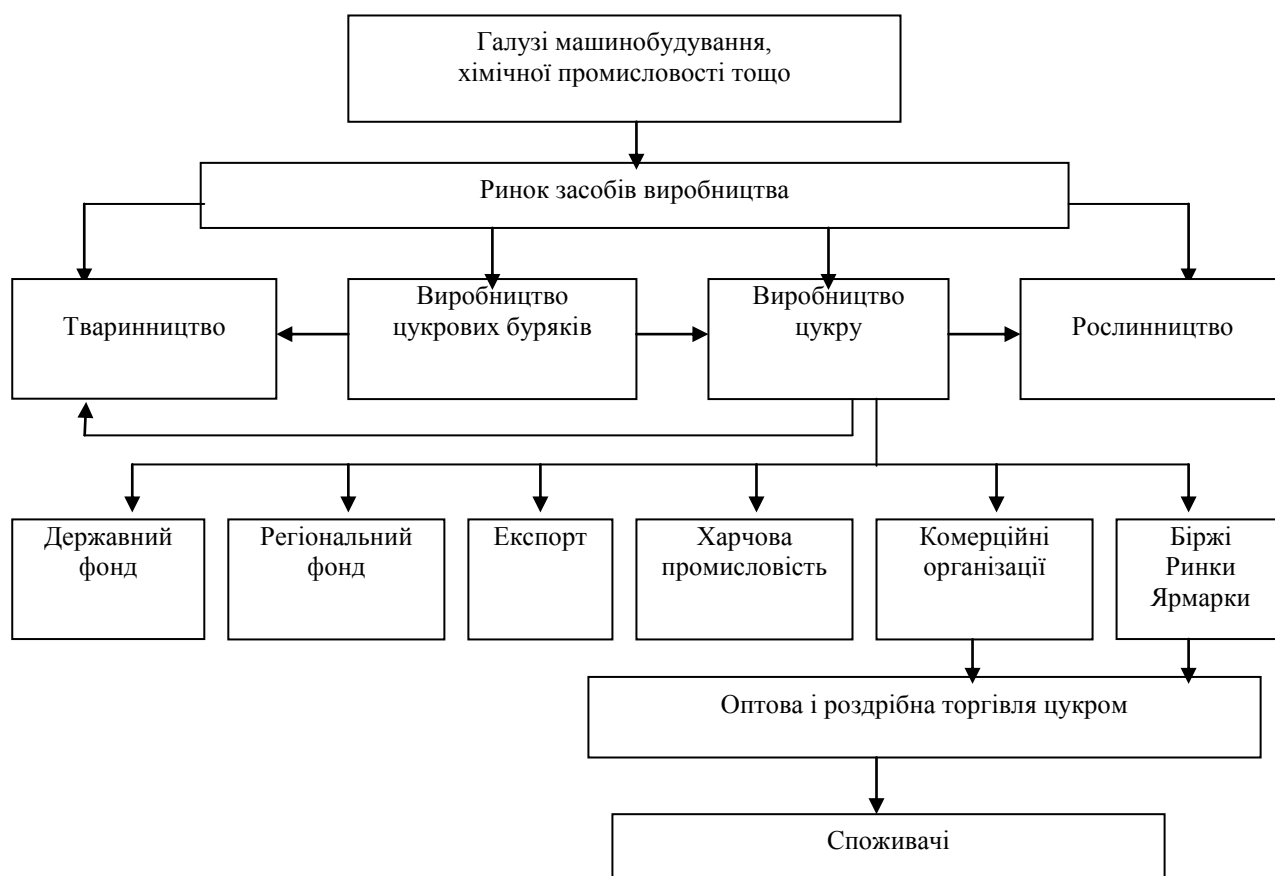 Галузі машинобудування,
хімічної промисловості тощо
Ринок засобів виробництва
Тваринництво
Виробництво
цукрових буряків
Виробництво
цукру
Рослинництво
Державний
фонд
Регіональний
фонд
Експорт
Харчова
промисловість
Комерційні
організації
Біржі
Ринки
Ярмарки
Оптова і роздрібна торгівля цукром
Споживачі